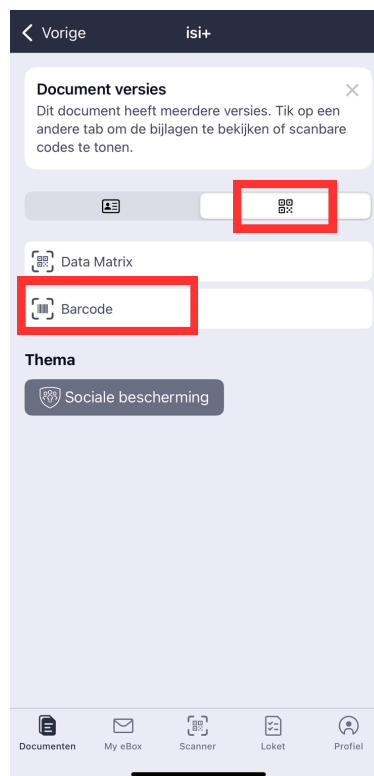 Vorige
isi+
Document versies
Dit document heeft meerdere versies. Tik op een
andere tab om de bijlagen te bekijken of scanbare
codes te tonen.
Data Matrix
Barcode
Thema
Sociale bescherming
Documenten
My eBox
Scanner
Loket
Profiel